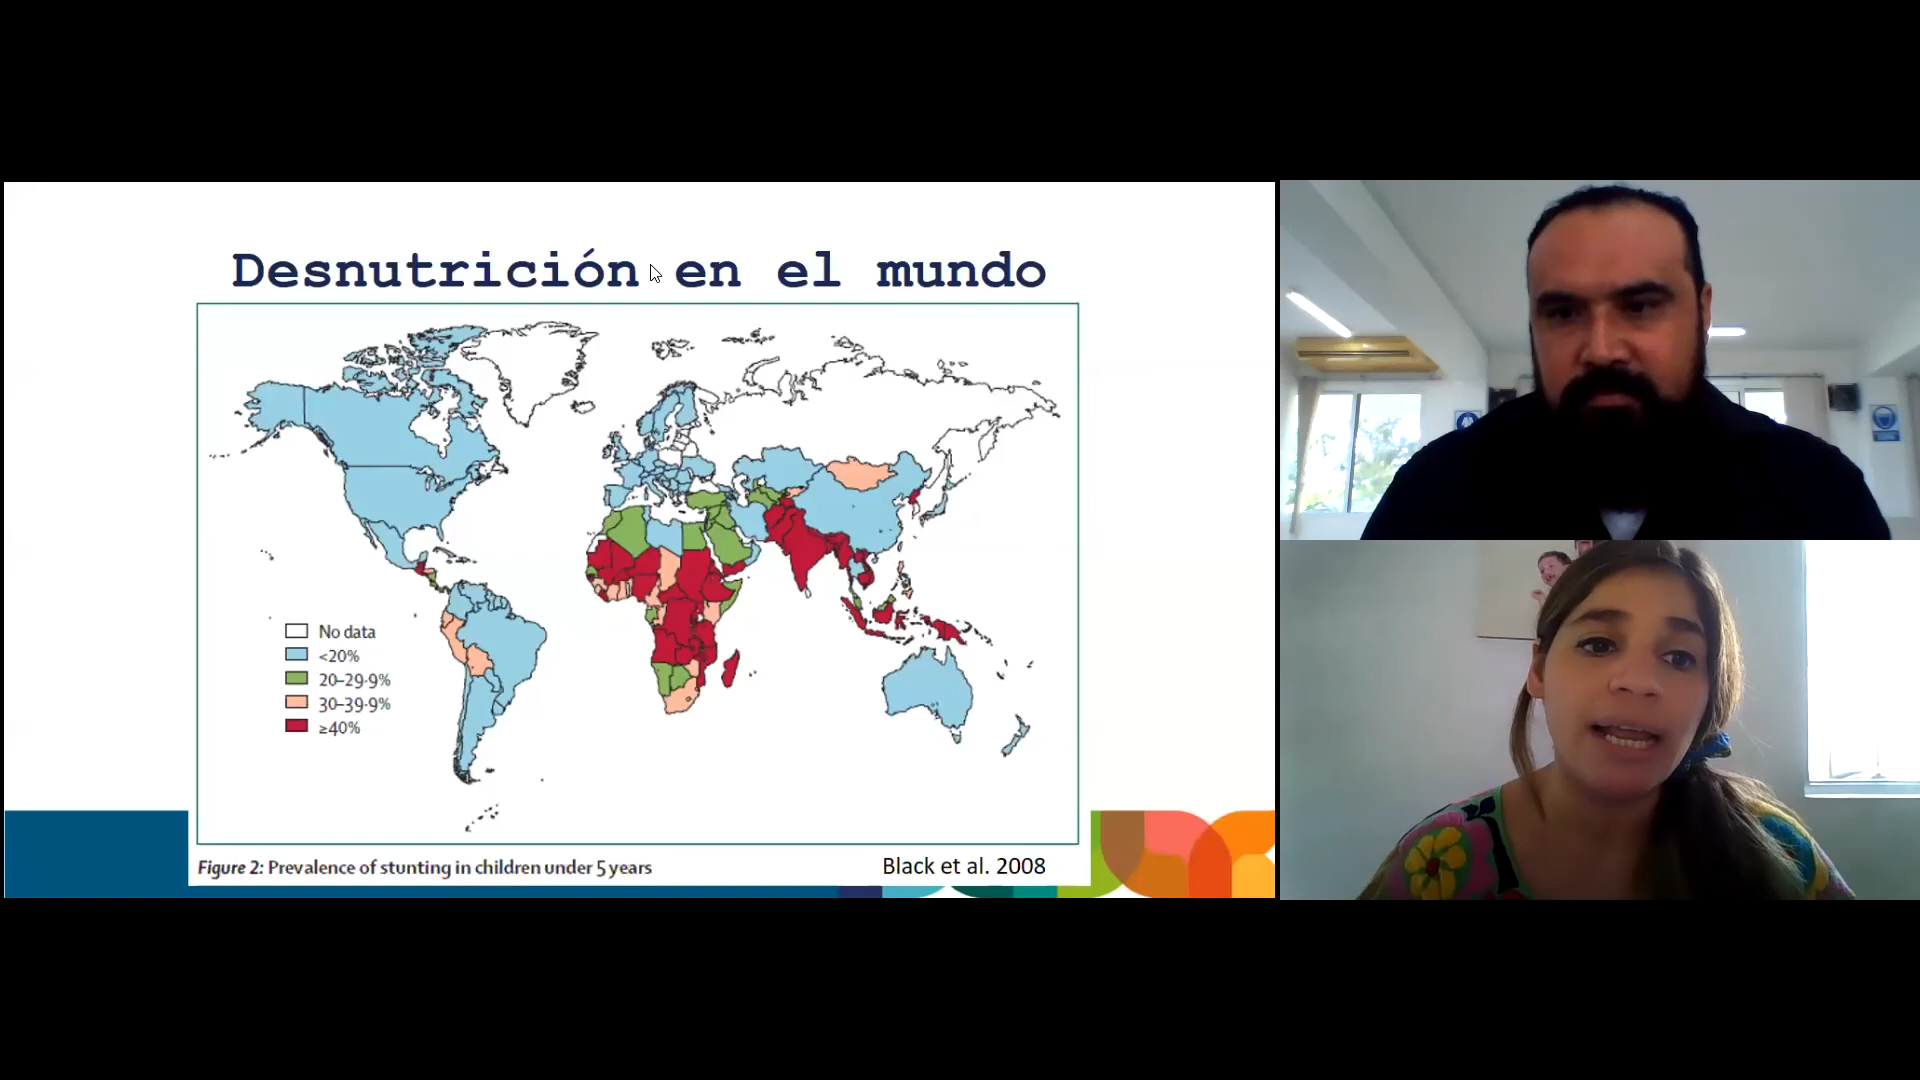 Desnutrición en el mundo
No data
<20%
20–29·9%
30–39·9%
≥40%
Figure 2: Prevalence of stunting in children under 5 years
Black et al. 2008